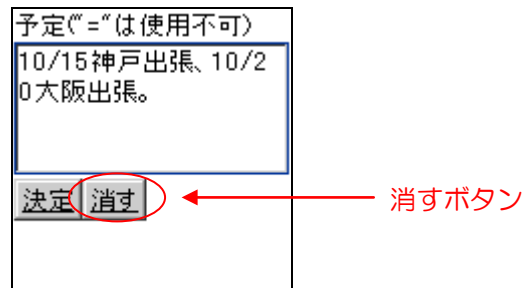 予定("="は使用不可)
10/15神戸出張、10/2
0大阪出張。
決定 消す
消すボタン